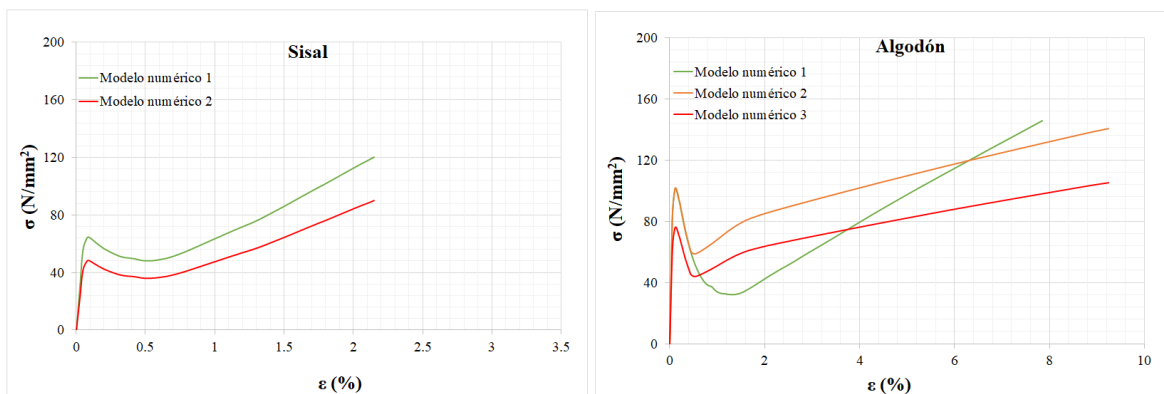 Sisal
Modelo numérico 1
Modelo numérico 2
σ (N/mm²)
200
160
120
80
40
0
0 0.5 1 1.5 2 2.5 3 3.5
ε (%)
Algodón
Modelo numérico 1
Modelo numérico 2
Modelo numérico 3
σ (N/mm²)
200
160
120
80
40
0
0 2 4 6 8 10
ε (%)